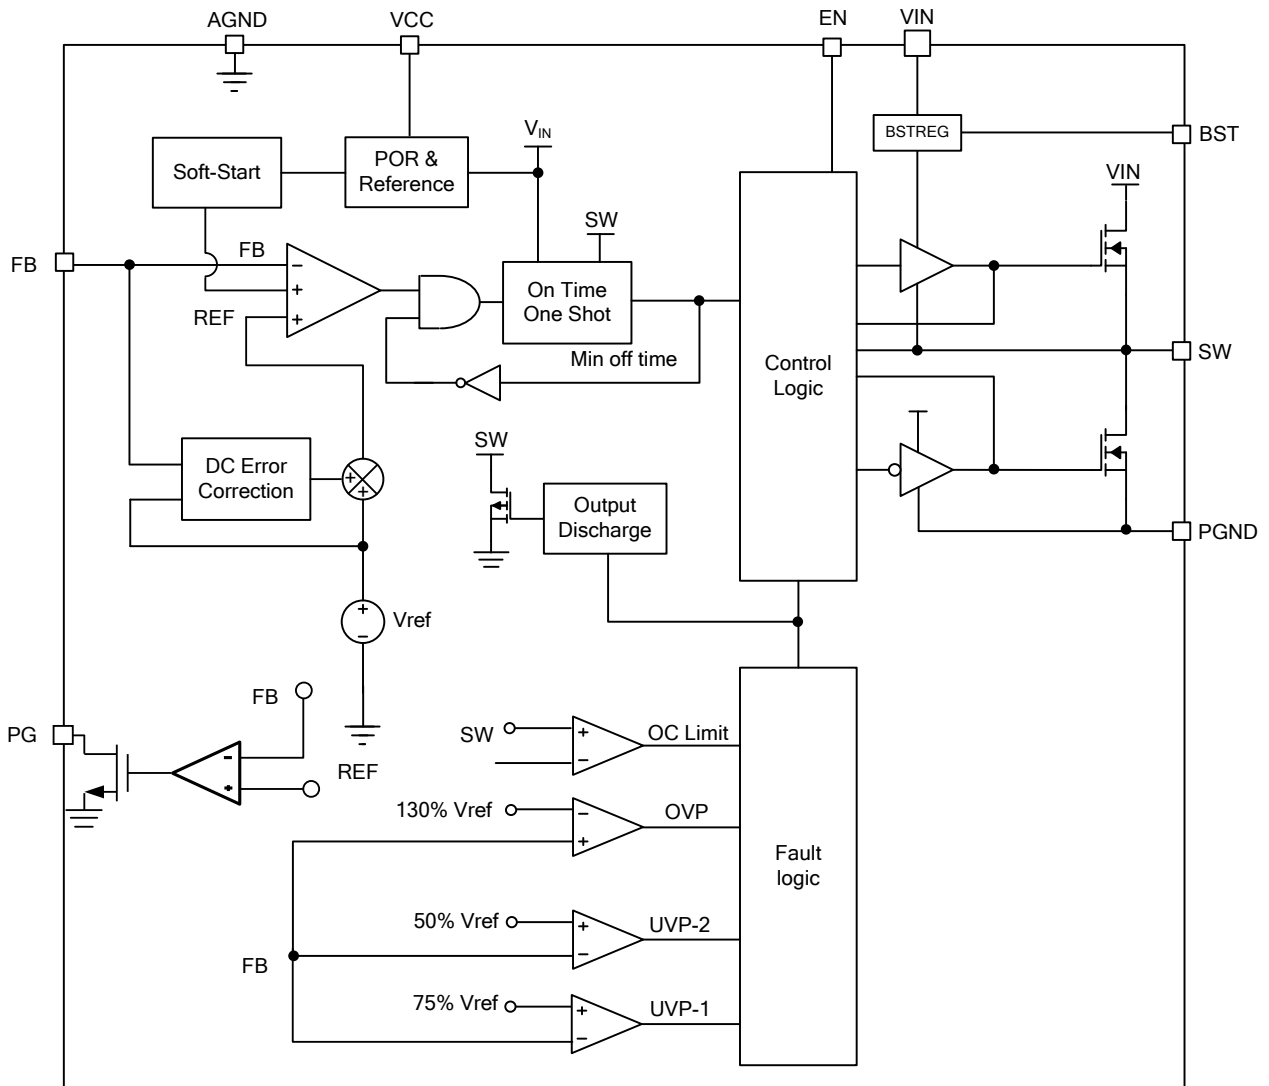 AGND
VCC
EN
VIN
BSTREG
BST
Soft-Start
POR &
Reference
VIN
VIN
SW
FB
FB
−
+
+
REF
On Time
One Shot
Min off time
Control
Logic
SW
DC Error
Correction
+
+
SW
Output
Discharge
PGND
+
−
Vref
FB
PG
-
+
REF
SW
+
−
OC Limit
130% Vref
−
+
OVP
Fault
logic
50% Vref
+
−
UVP-2
FB
75% Vref
+
−
UVP-1